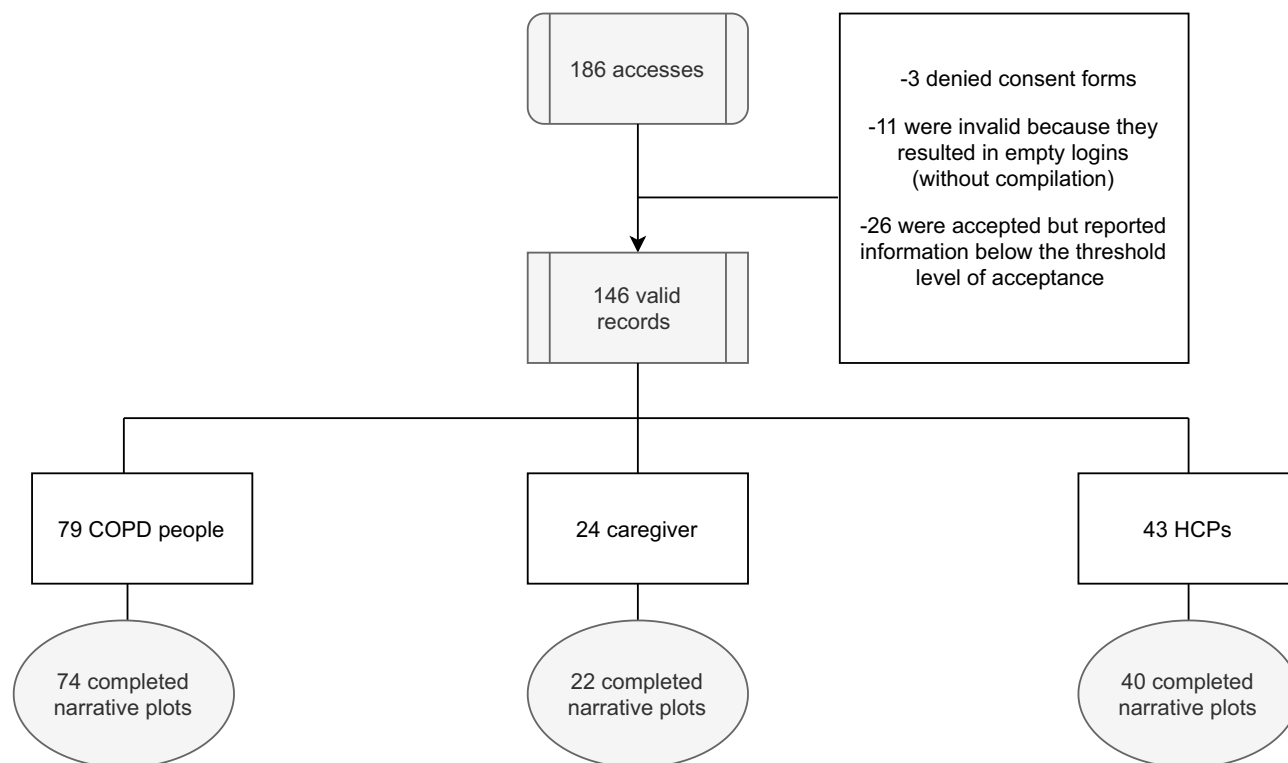 186 accesses
-3 denied consent forms
-11 were invalid because they
resulted in empty logins
(without compilation)
-26 were accepted but reported
information below the threshold
level of acceptance
146 valid
records
79 COPD people
24 caregiver
43 HCPs
74 completed
narrative plots
22 completed
narrative plots
40 completed
narrative plots